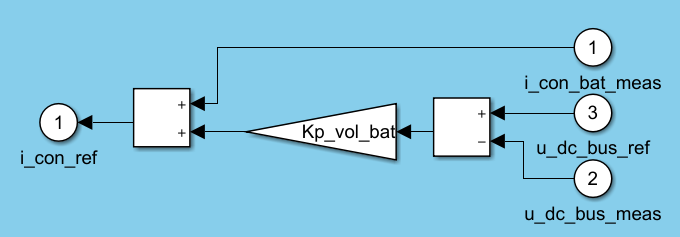 1
i_con_bat_meas
+
+
Kp_vol_bat
+
−
3
u_dc_bus_ref
1
i_con_ref
2
u_dc_bus_meas